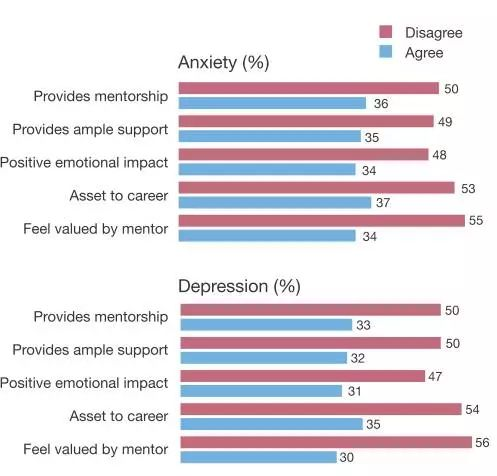 Disagree
Agree
Anxiety (%)
Provides mentorship
50
36
Provides ample support
49
35
Positive emotional impact
48
34
Asset to career
53
37
Feel valued by mentor
55
34
Depression (%)
Provides mentorship
50
33
Provides ample support
50
32
Positive emotional impact
47
31
Asset to career
54
35
Feel valued by mentor
56
30